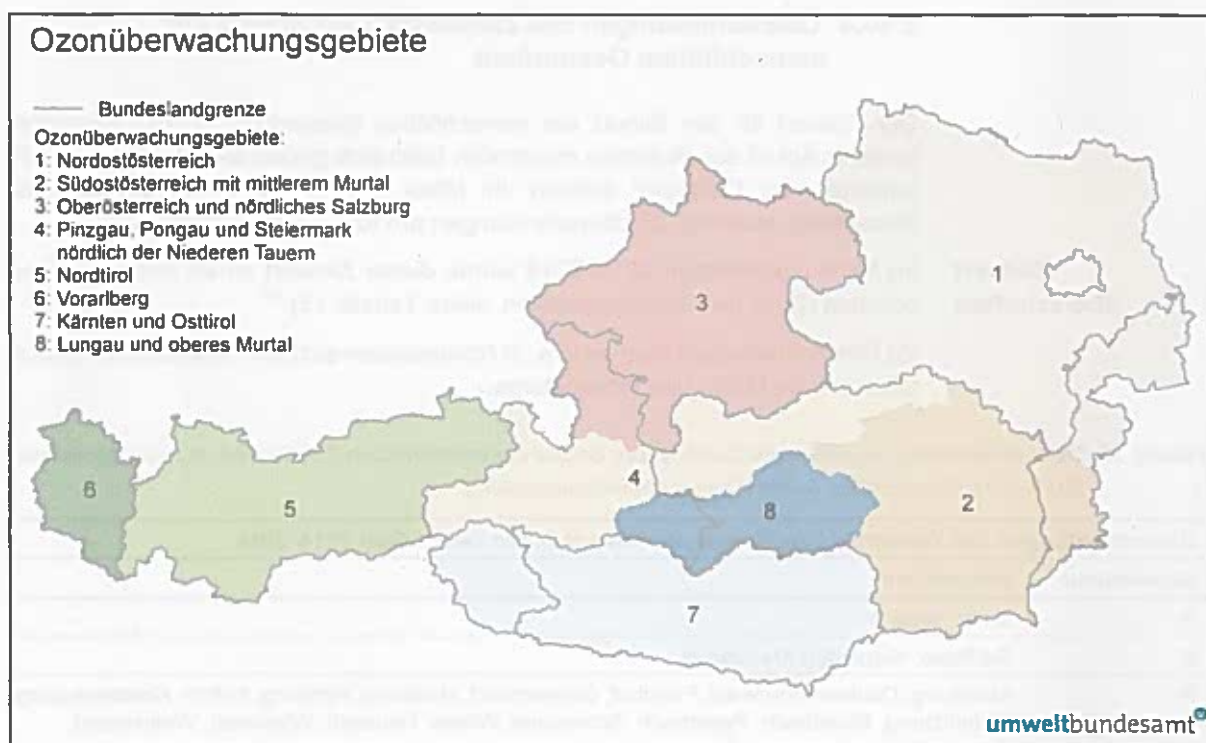 Ozonüberwachungsgebiete
Bundeslandgrenze
Ozonüberwachungsgebiete:
1: Nordostösterreich
2: Südostösterreich mit mittlerem Murtal
3: Oberösterreich und nördliches Salzburg
4: Pinzgau, Pongau und Steiermark
nördlich der Niederen Tauern
5: Nordtirol
6: Vorarlberg
7: Kärnten und Osttirol
8: Lungau und oberes Murtal
1
3
6
5
4
8
2
7
umweltbundesamt